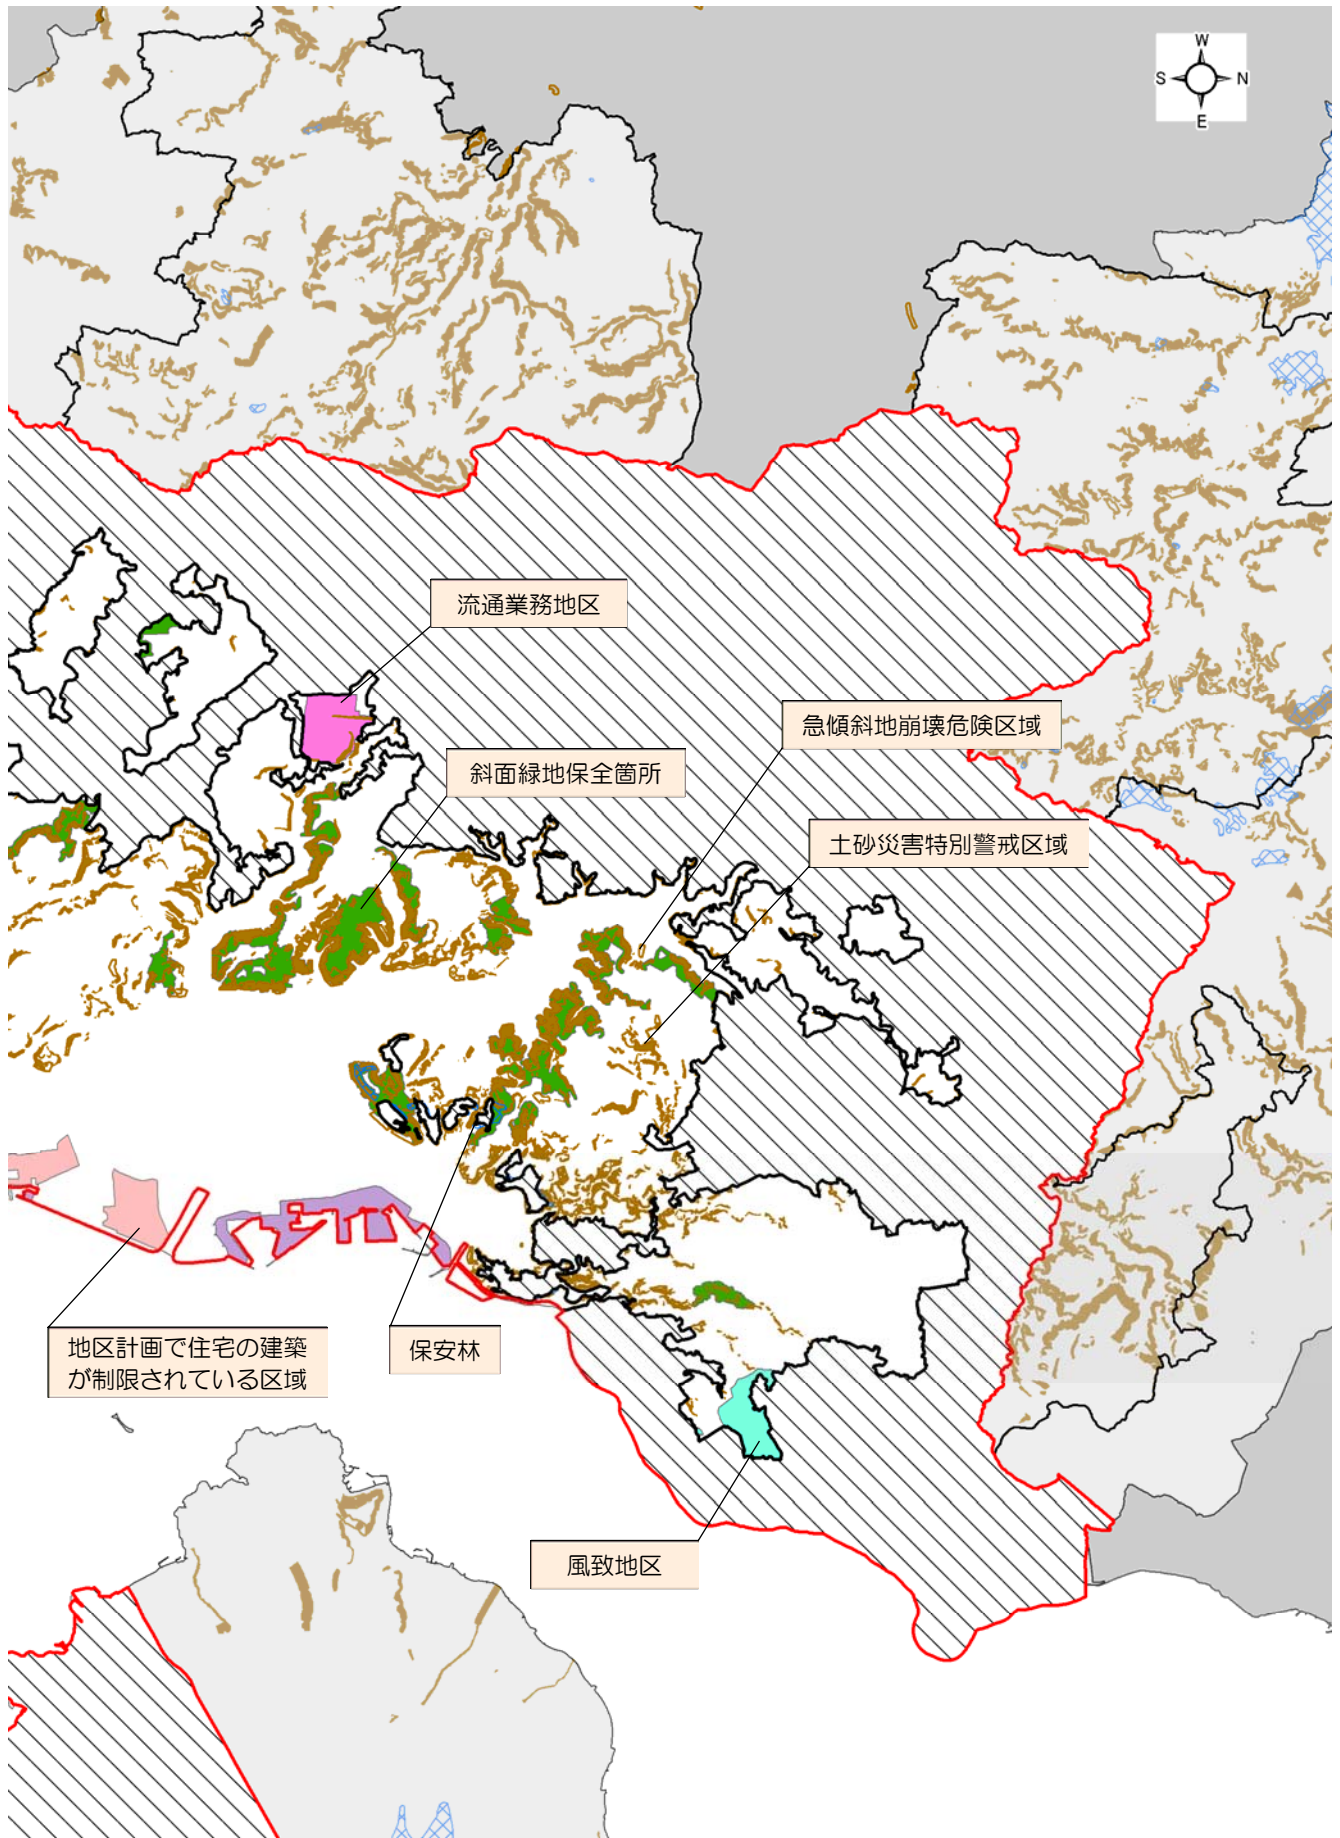 W
S N
E
流通業務地区
急傾斜地崩壊危険区域
斜面緑地保全箇所
土砂災害特別警戒区域
地区計画で住宅の建築
が制限されている区域
保安林
風致地区